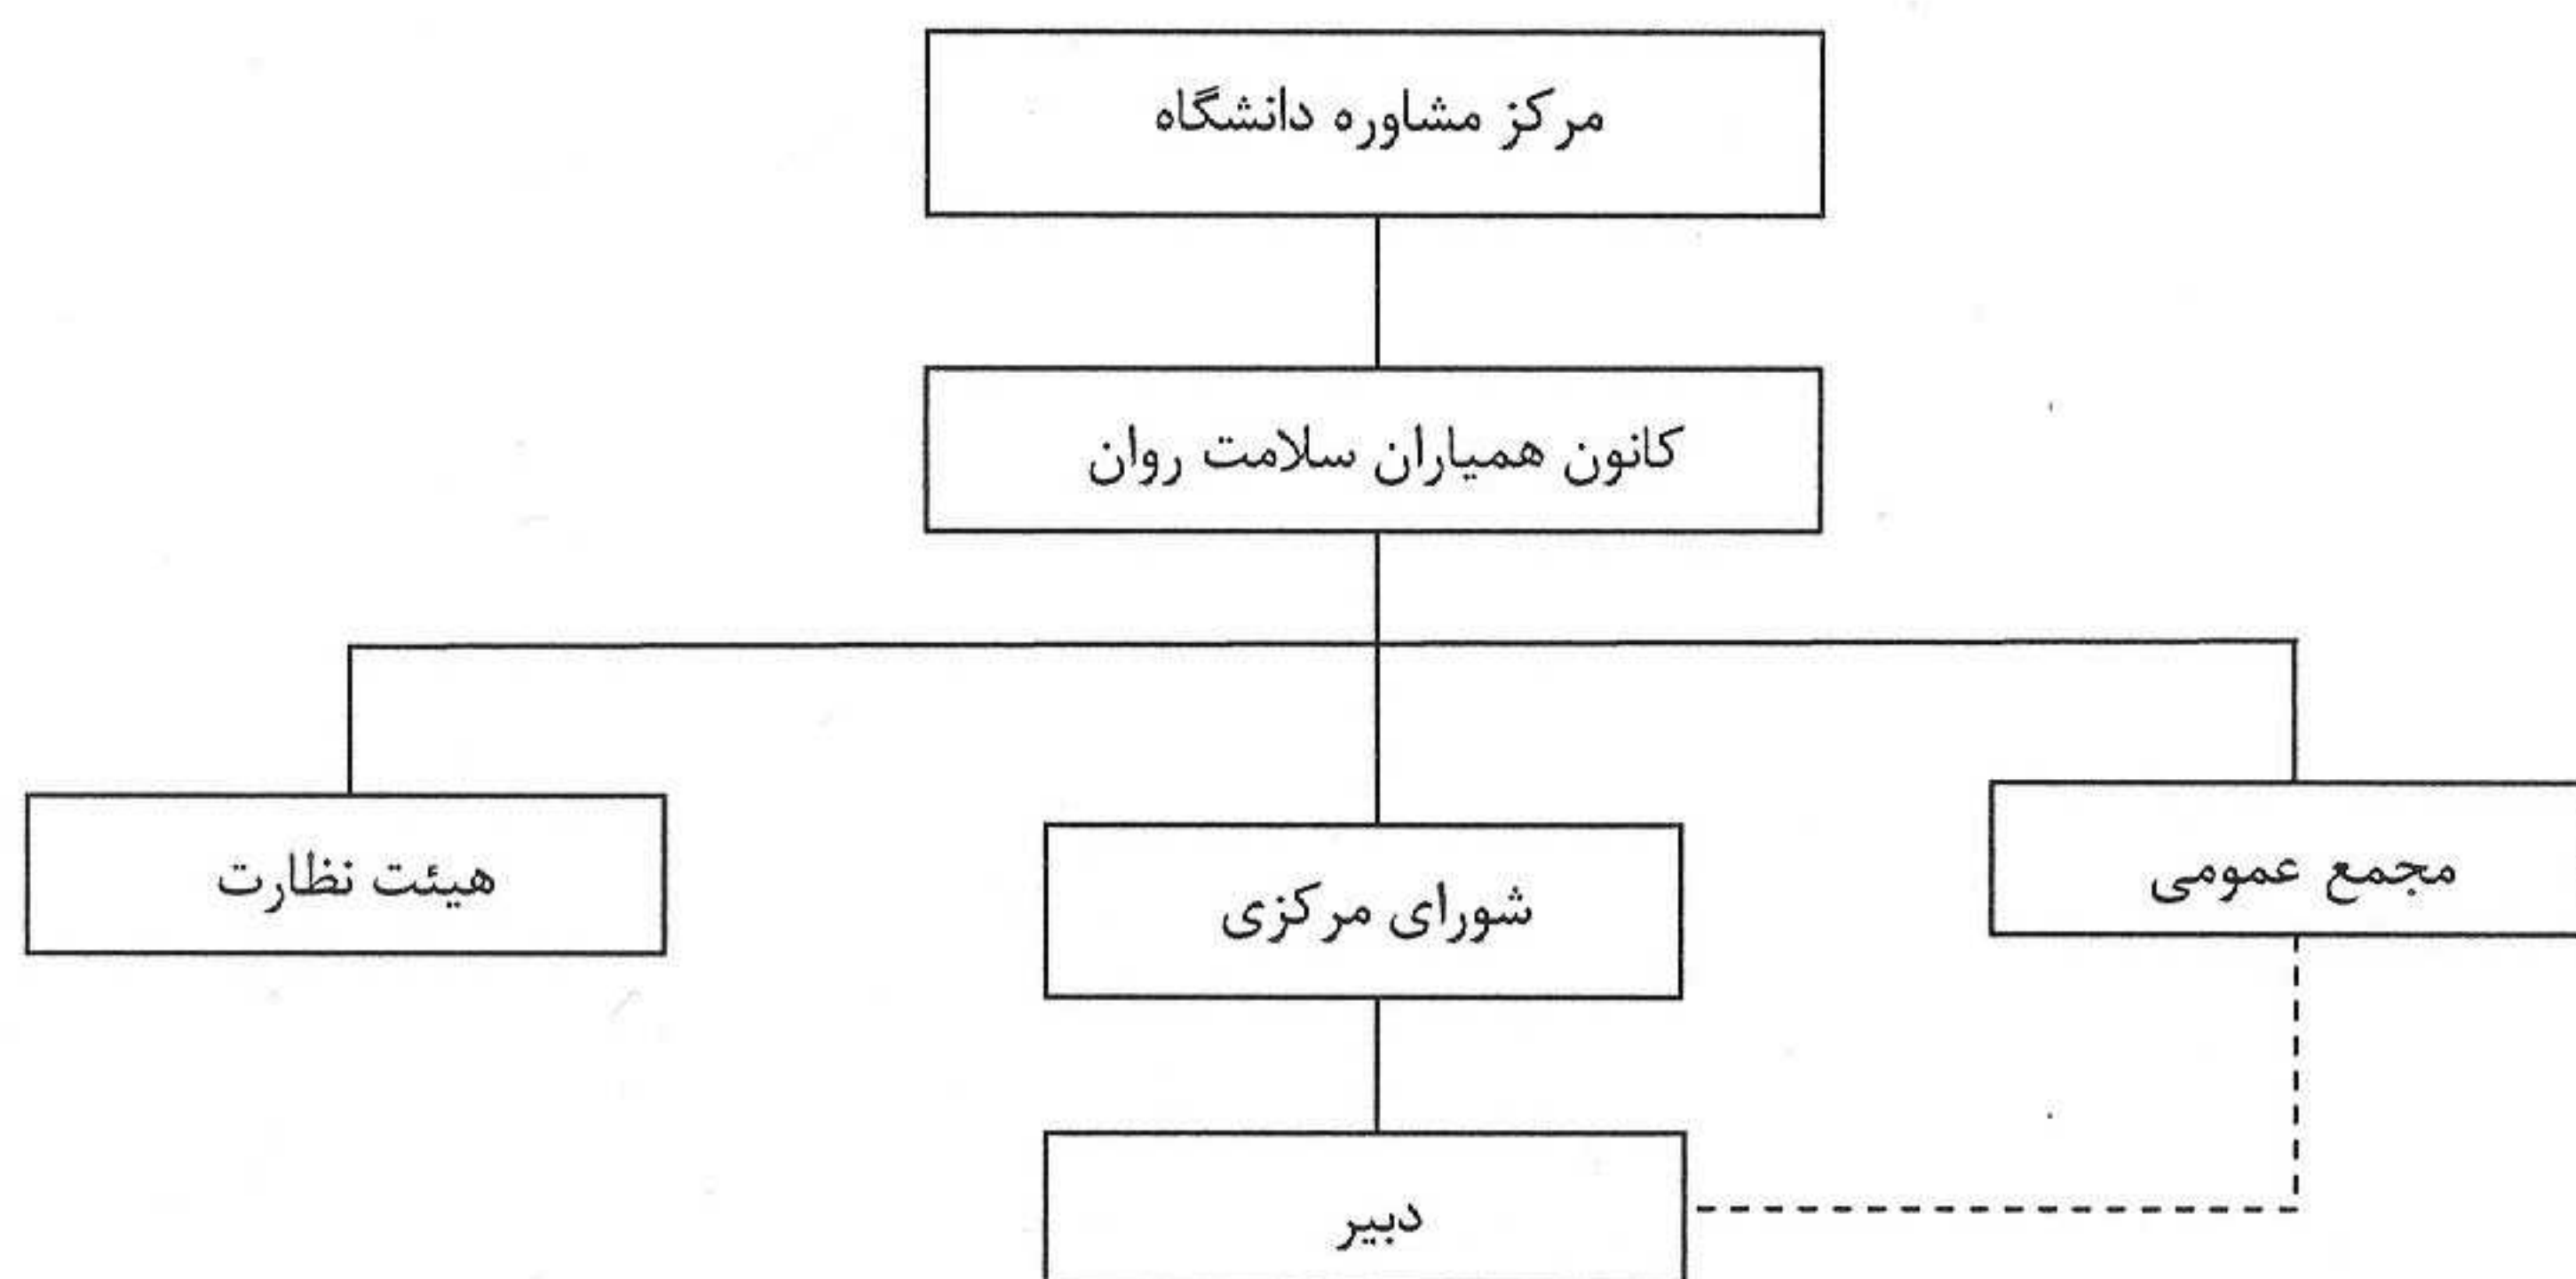 مرکز مشاوره دانشگاه
کانون همیاران سلامت روان
مجمع عمومی
شورای مرکزی
هیئت نظارت
دبیر